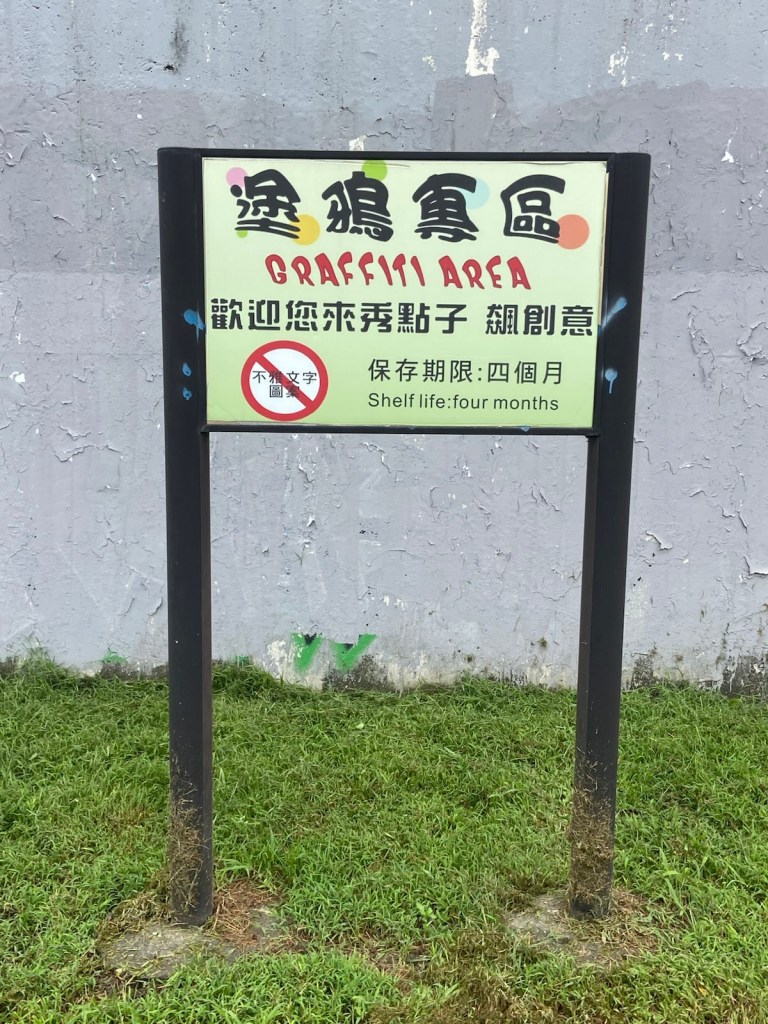 塗鴉專區
GRAFFITI AREA
歡迎您來秀點子 飆創意
不雅文字
圖案
保存期限:四個月
Shelf life:four months